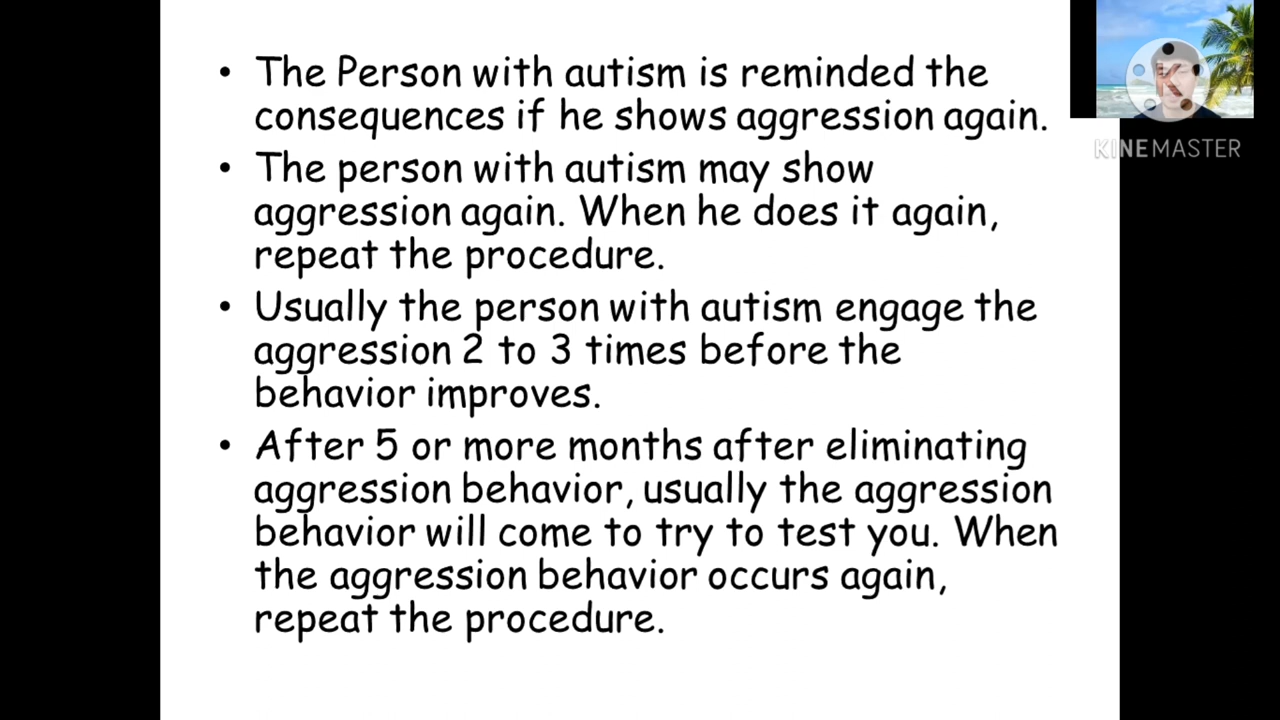 • The Person with autism is reminded the
consequences if he shows aggression again.
• The person with autism may show
aggression again. When he does it again,
repeat the procedure.
• Usually the person with autism engage the
aggression 2 to 3 times before the
behavior improves.
• After 5 or more months after eliminating
aggression behavior, usually the aggression
behavior will come to try to test you. When
the aggression behavior occurs again,
repeat the procedure.
K
KINEMASTER